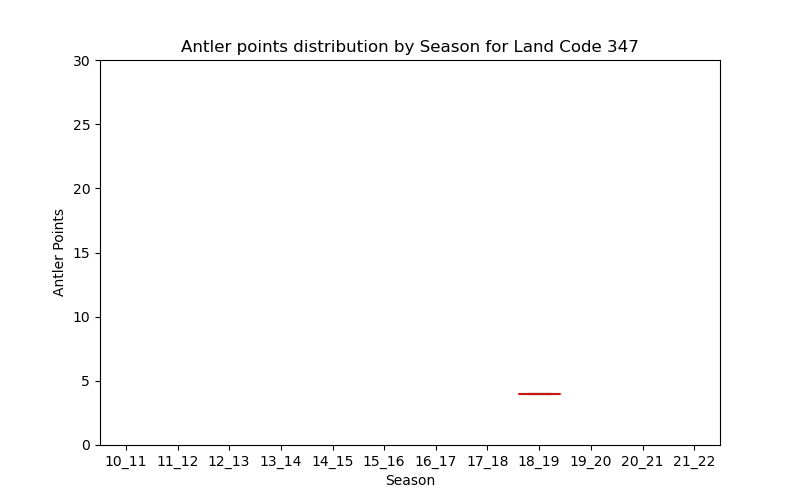 Antler points distribution by Season for Land Code 347
30
25
20
15
10
5
0
Antler Points
10_11 11_12 12_13 13_14 14_15 15_16 16_17 17_18 18_19 19_20 20_21 21_22
Season